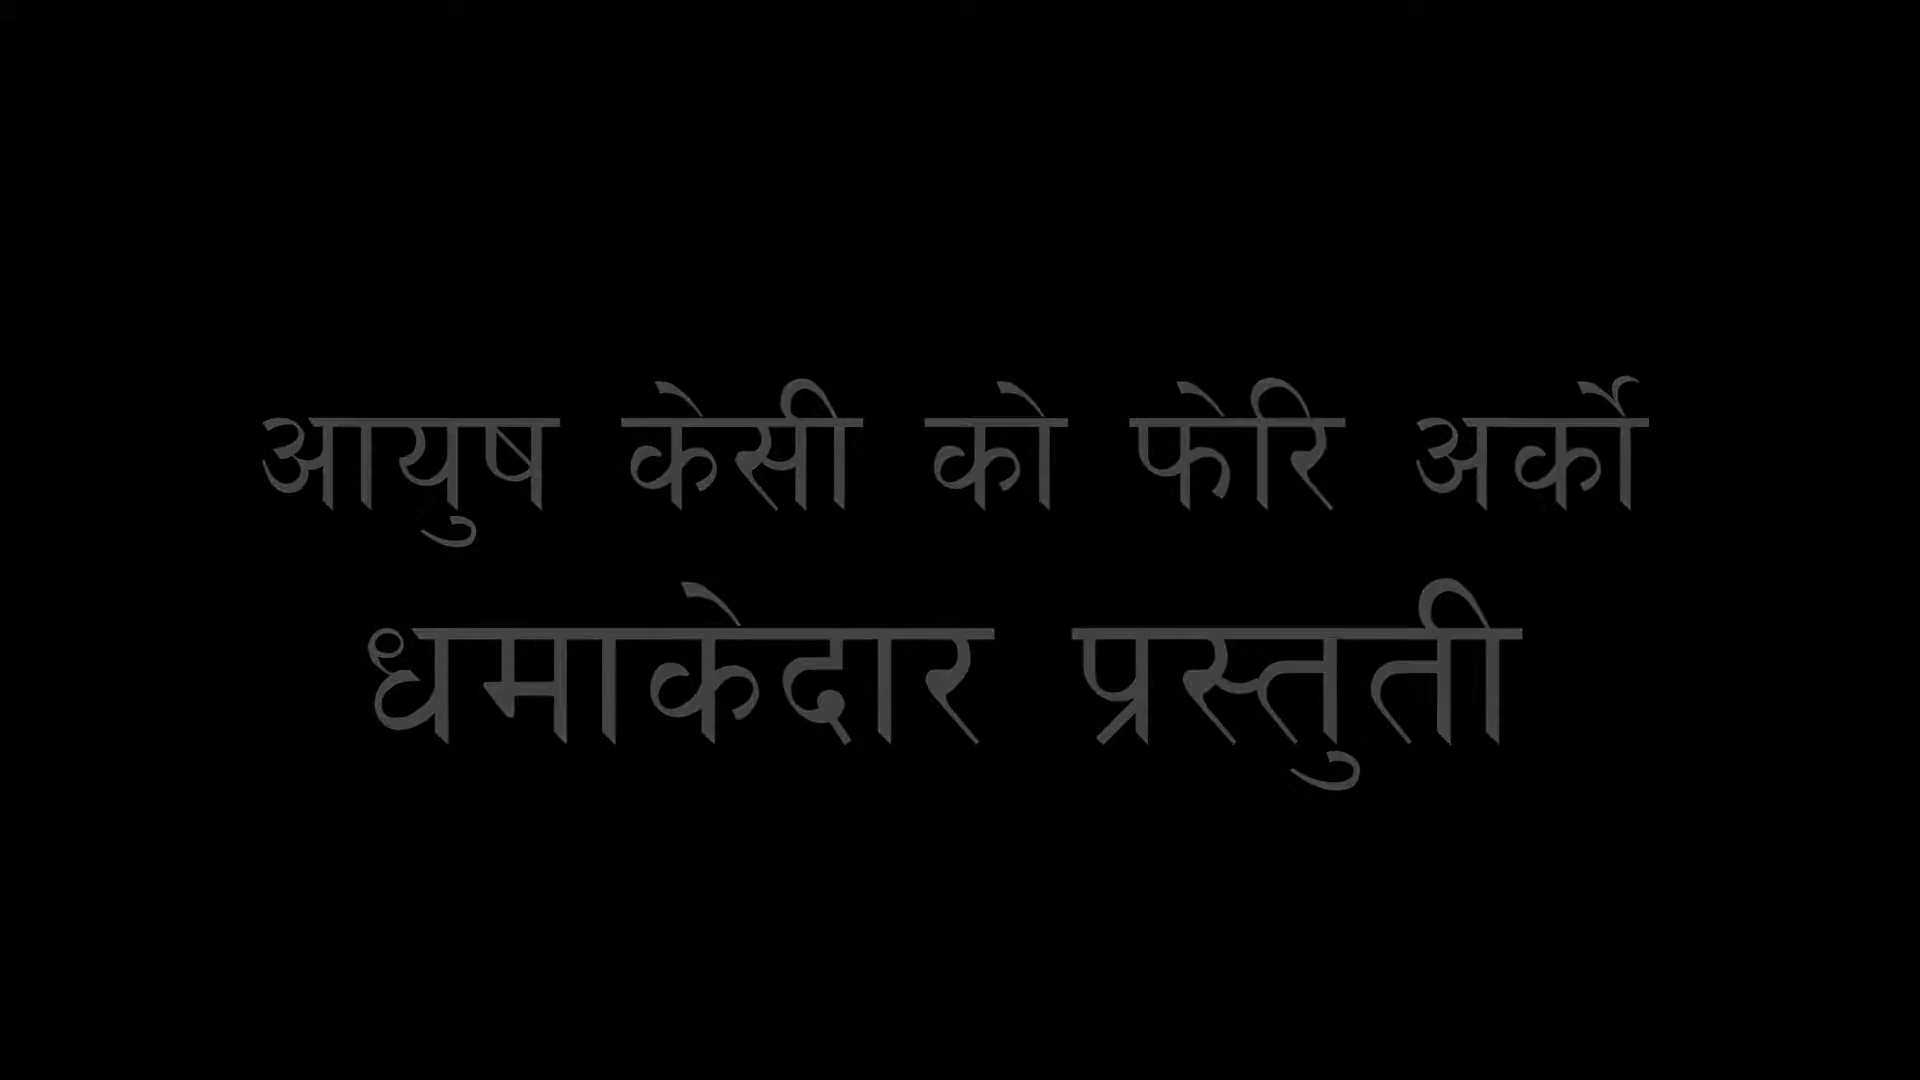 आयुष केसी को फेरि अर्को
धमाकेदार प्रस्तुती